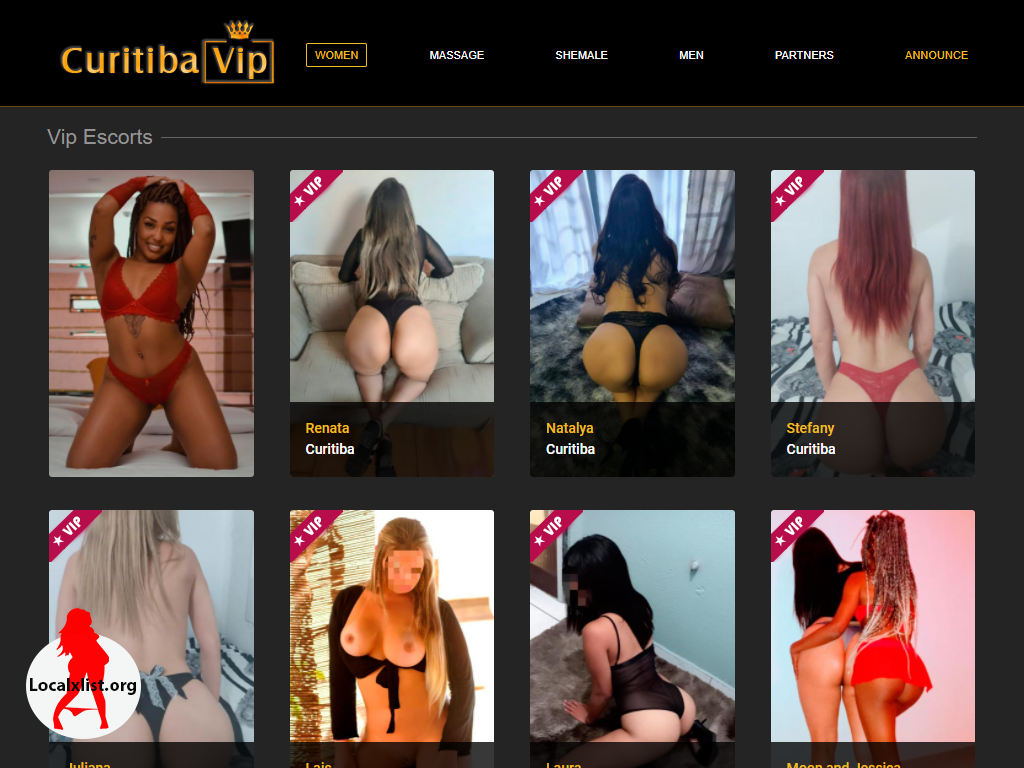 Curitiba Vip
WOMEN
MASSAGE
SHEMALE
MEN
PARTNERS
ANNOUNCE
Vip Escorts
★ VIP
★ VIP
★ VIP
Renata
Curitiba
Natalya
Curitiba
Stefany
Curitiba
★ VIP
★ VIP
★ VIP
★ VIP
Localxlist.org
Juliana
Lais
Laura
Moon and Jessica